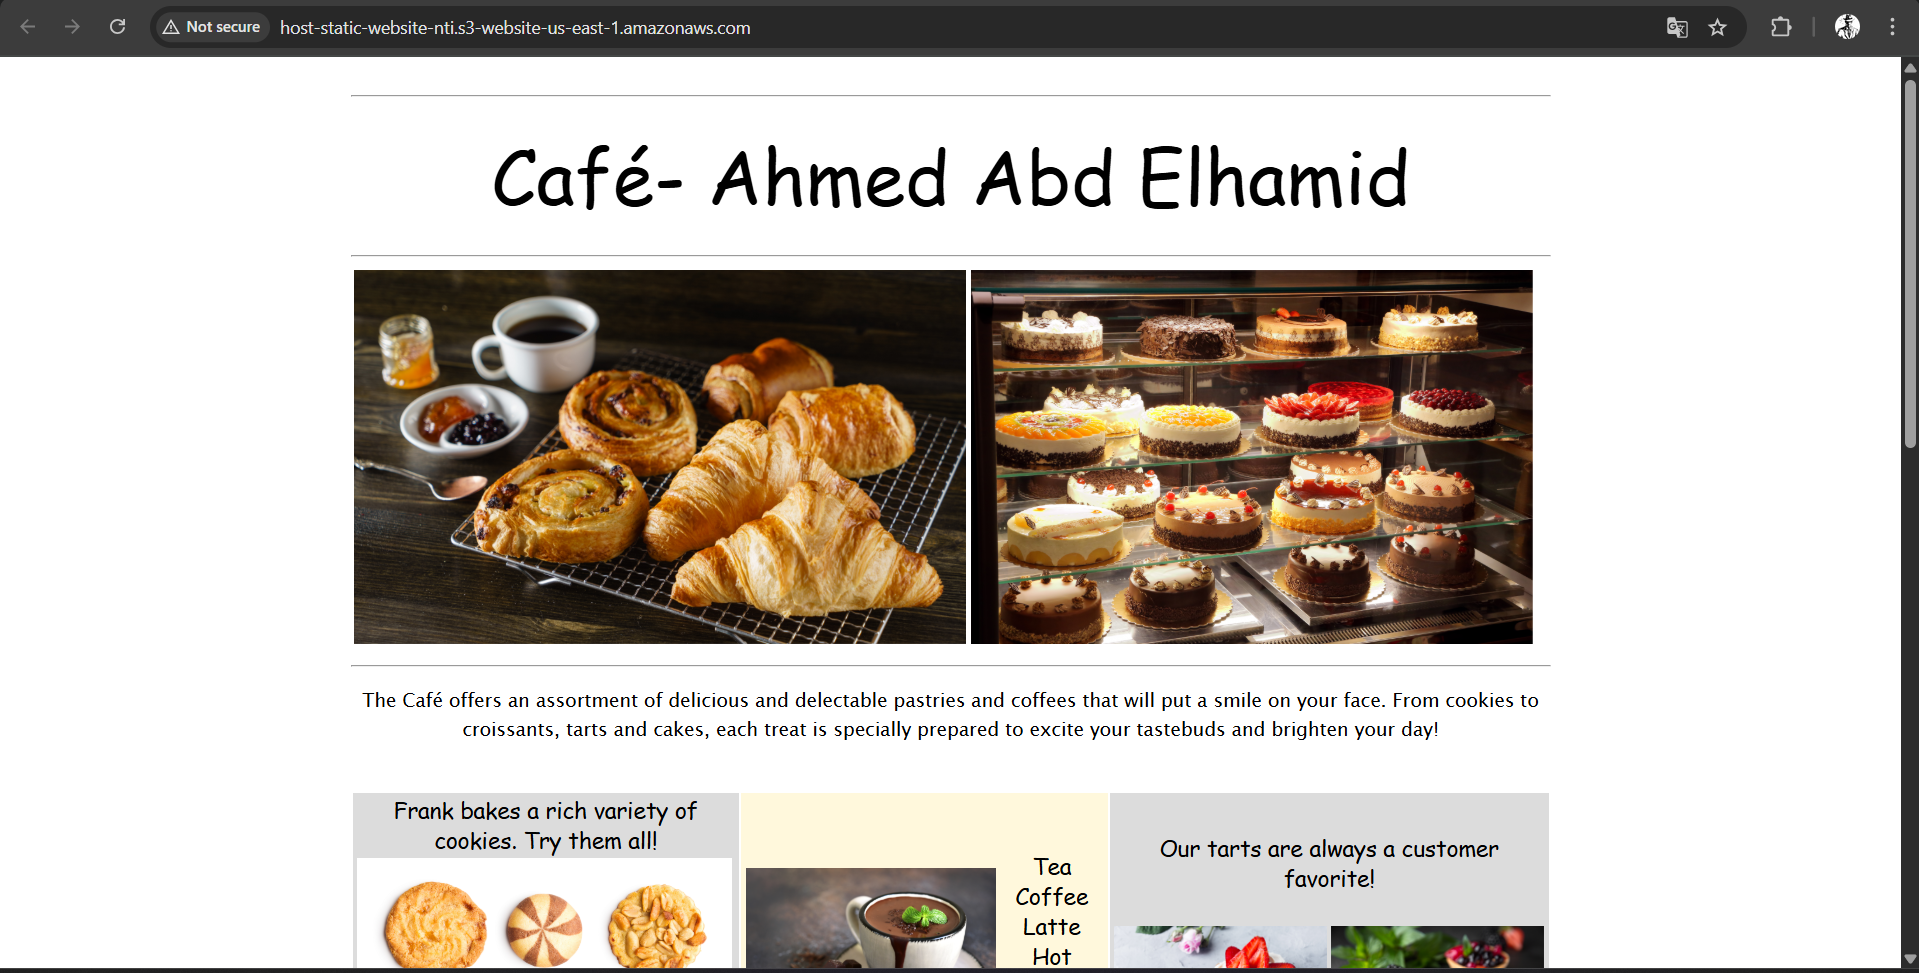 Not secure
host-static-website-nti.s3-website-us-east-1.amazonaws.com
Café- Ahmed Abd Elhamid
The Café offers an assortment of delicious and delectable pastries and coffees that will put a smile on your face. From cookies to
croissants, tarts and cakes, each treat is specially prepared to excite your tastebuds and brighten your day!
Frank bakes a rich variety of
cookies. Try them all!
Tea
Coffee
Latte
Hot
Our tarts are always a customer
favorite!